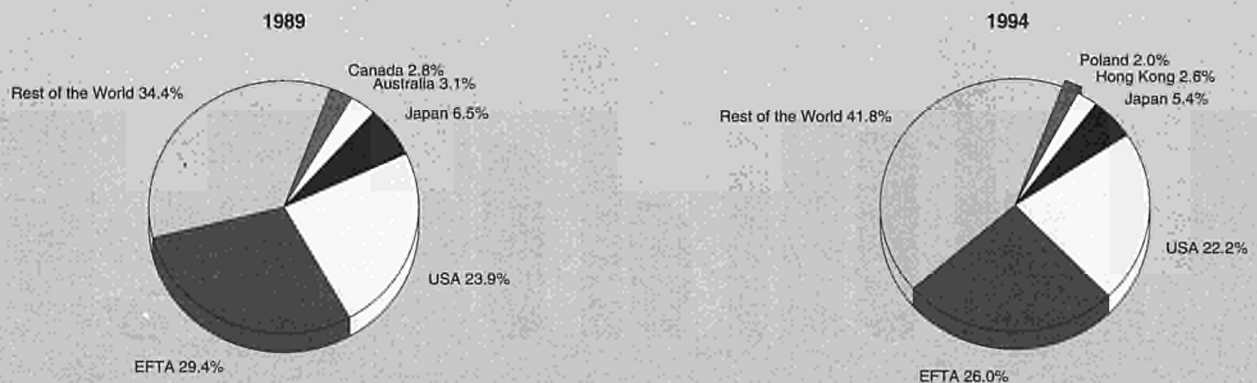 1989
Canada 2.8%
Australia 3.1%
Rest of the World 34.4%
Japan 6.5%
USA 23.9%
EFTA 29.4%
1994
Poland 2.0%
Hong Kong 2.6%
Japan 5.4%
Rest of the World 41.8%
USA 22.2%
EFTA 26.0%